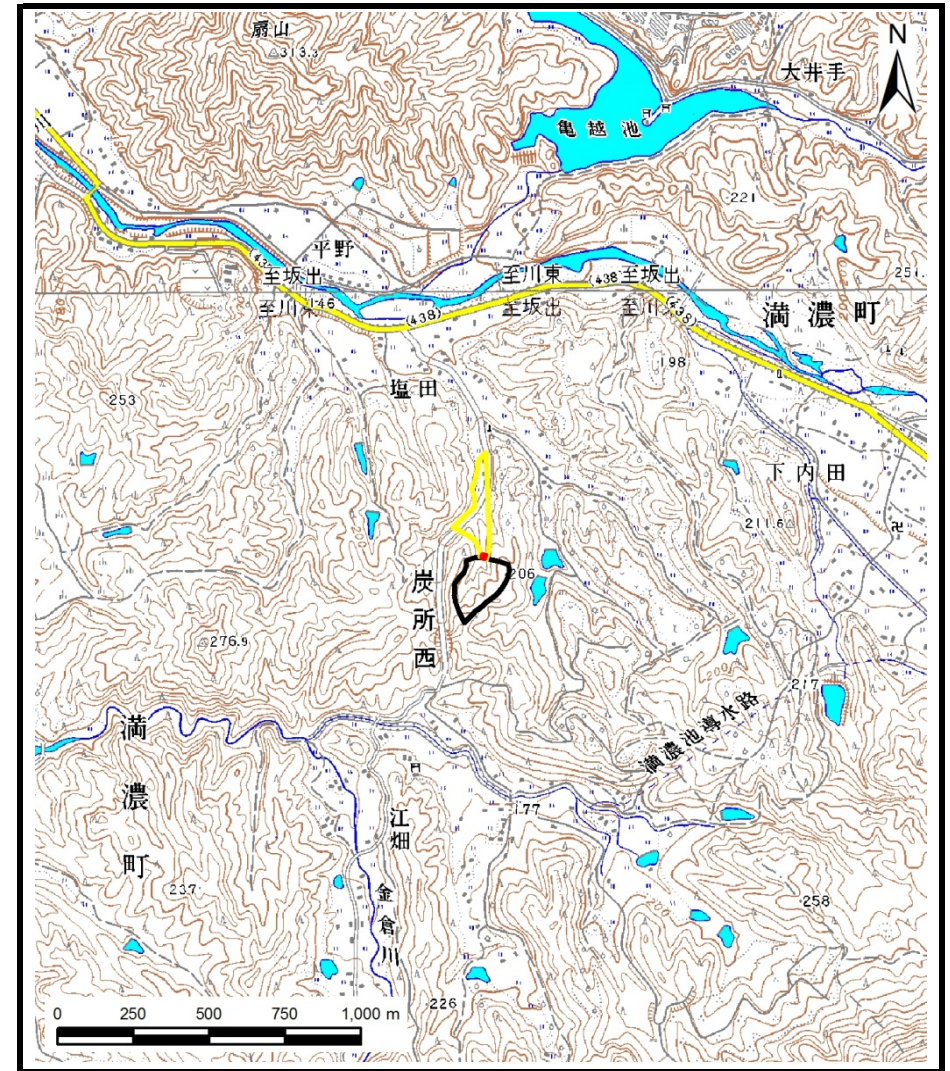 扇山
313.3
N
大井手
亀越池
221
平野
251
至坂出
至川東
至坂出
(438
146
至坂出
満濃町
(438)
(438)
198
塩田
253
下内田
211.6
206
炭所西
276.9
217
満濃池導水路
満濃町
177
江畑
237
金倉川
258
226
0 250 500 750 1,000 m